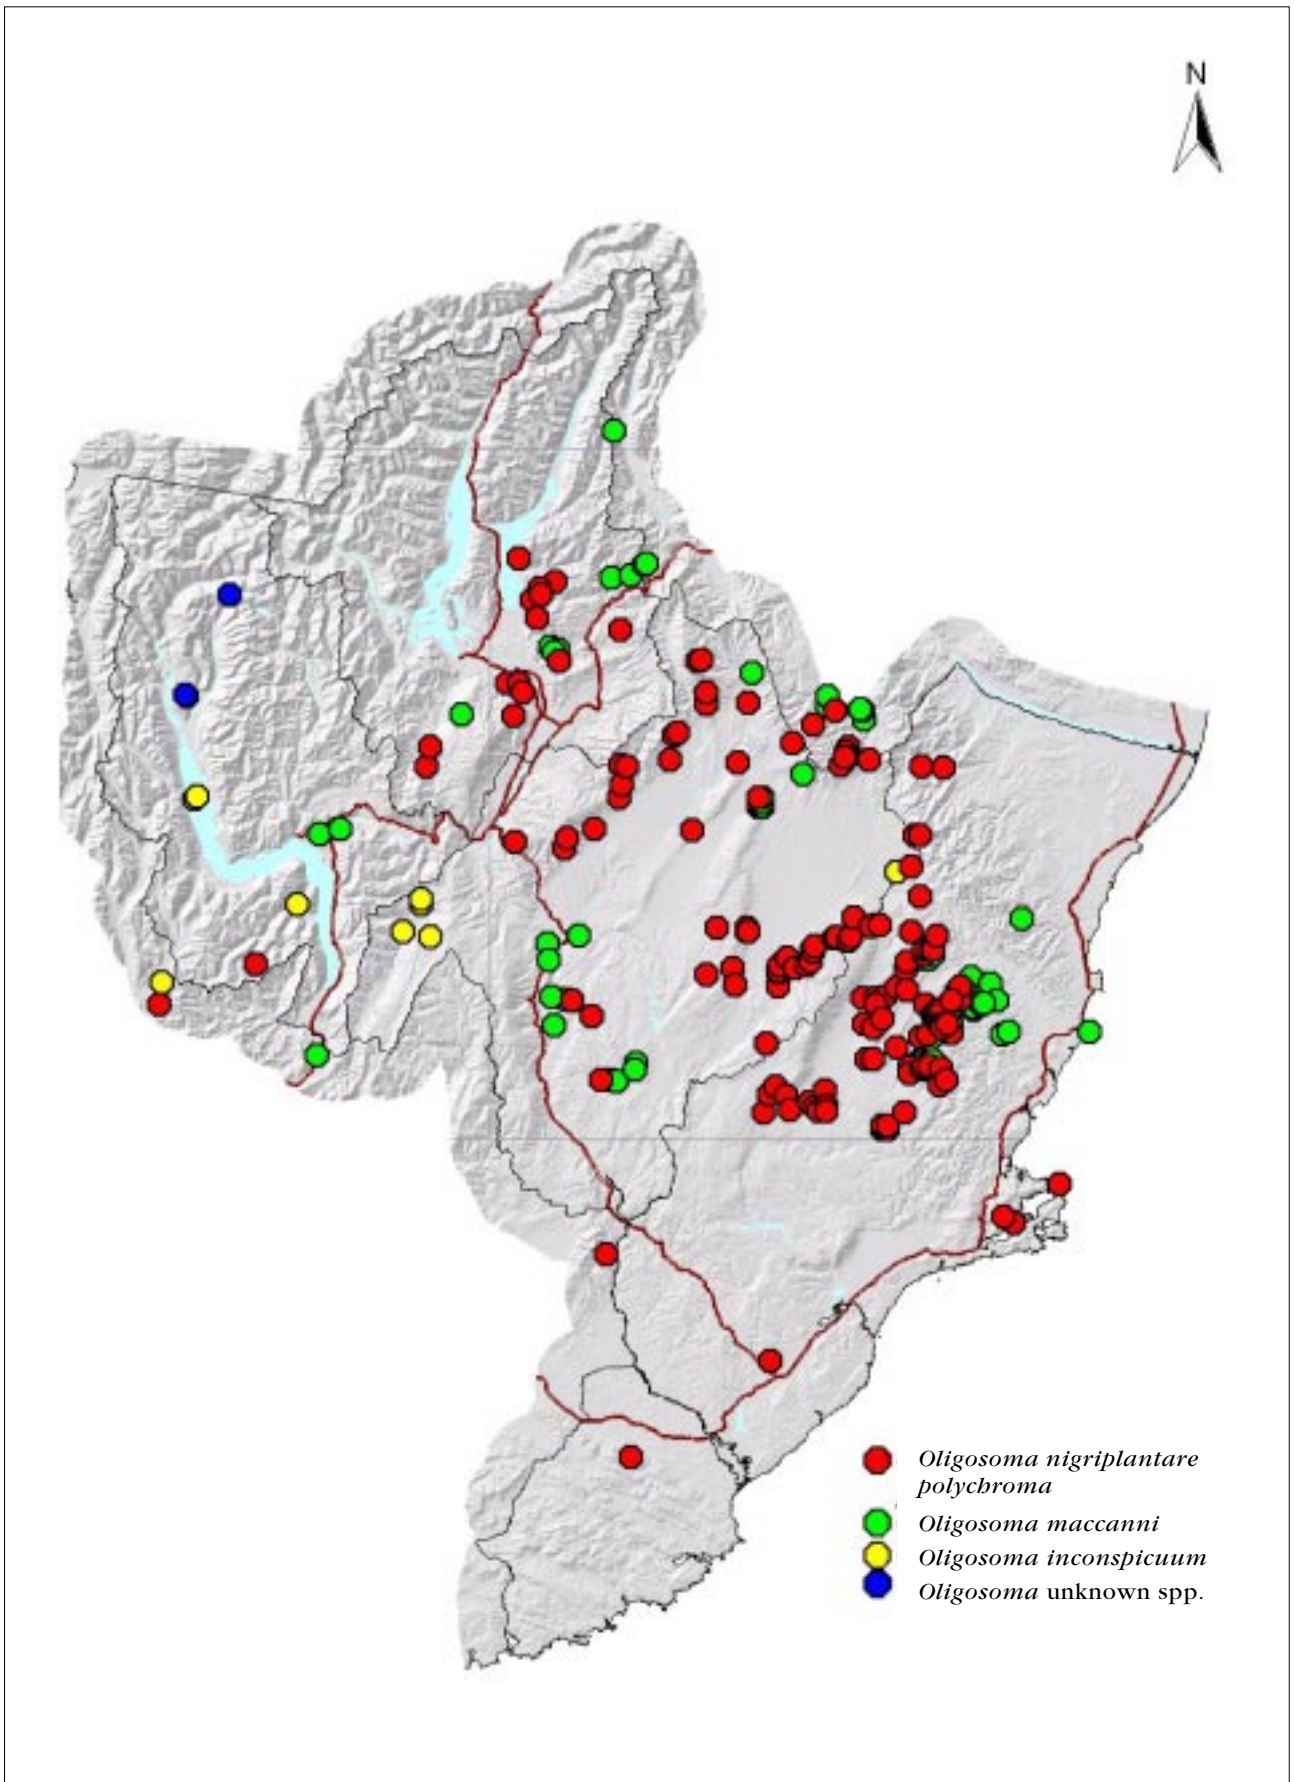 N
Oligosoma nigriplantare
polychroma
Oligosoma maccanni
Oligosoma inconspicuum
Oligosoma unknown spp.